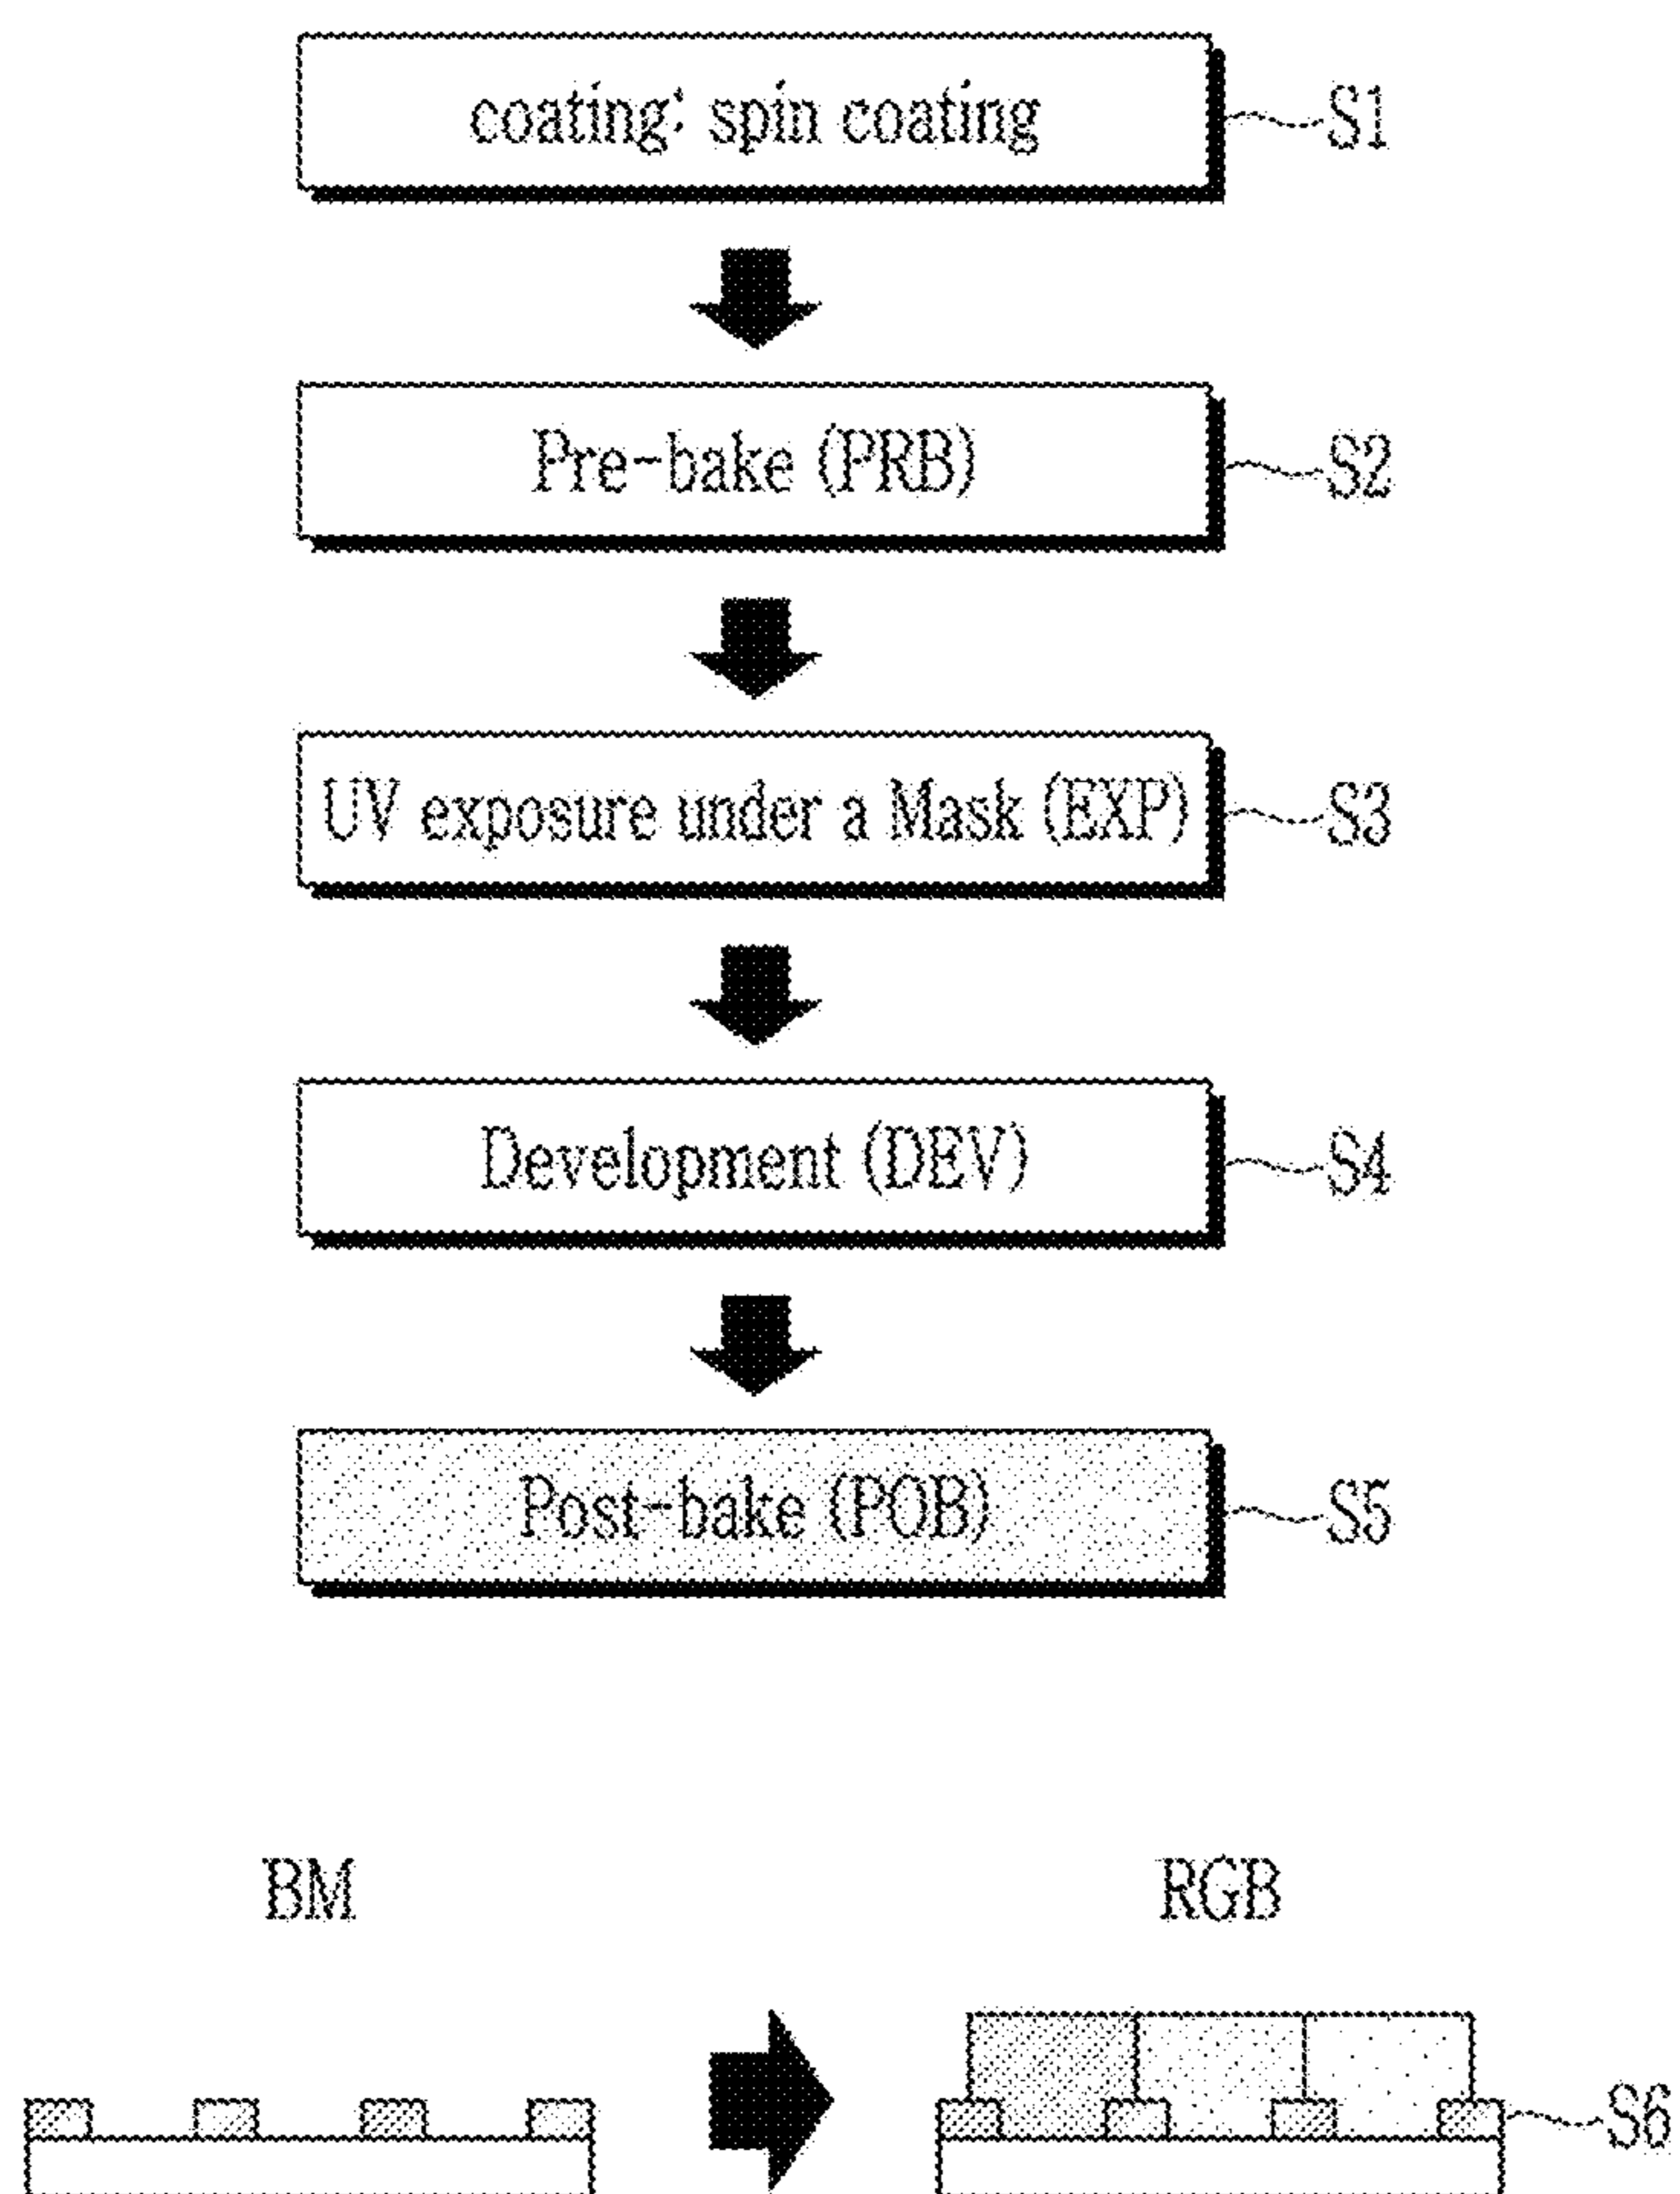 coating: spin coating S1
Pre-bake (PRB) S2
UV exposure under a Mask (EXP) S3
Development (DEV) S4
Post-bake (POB) S5
BM RGB
S6